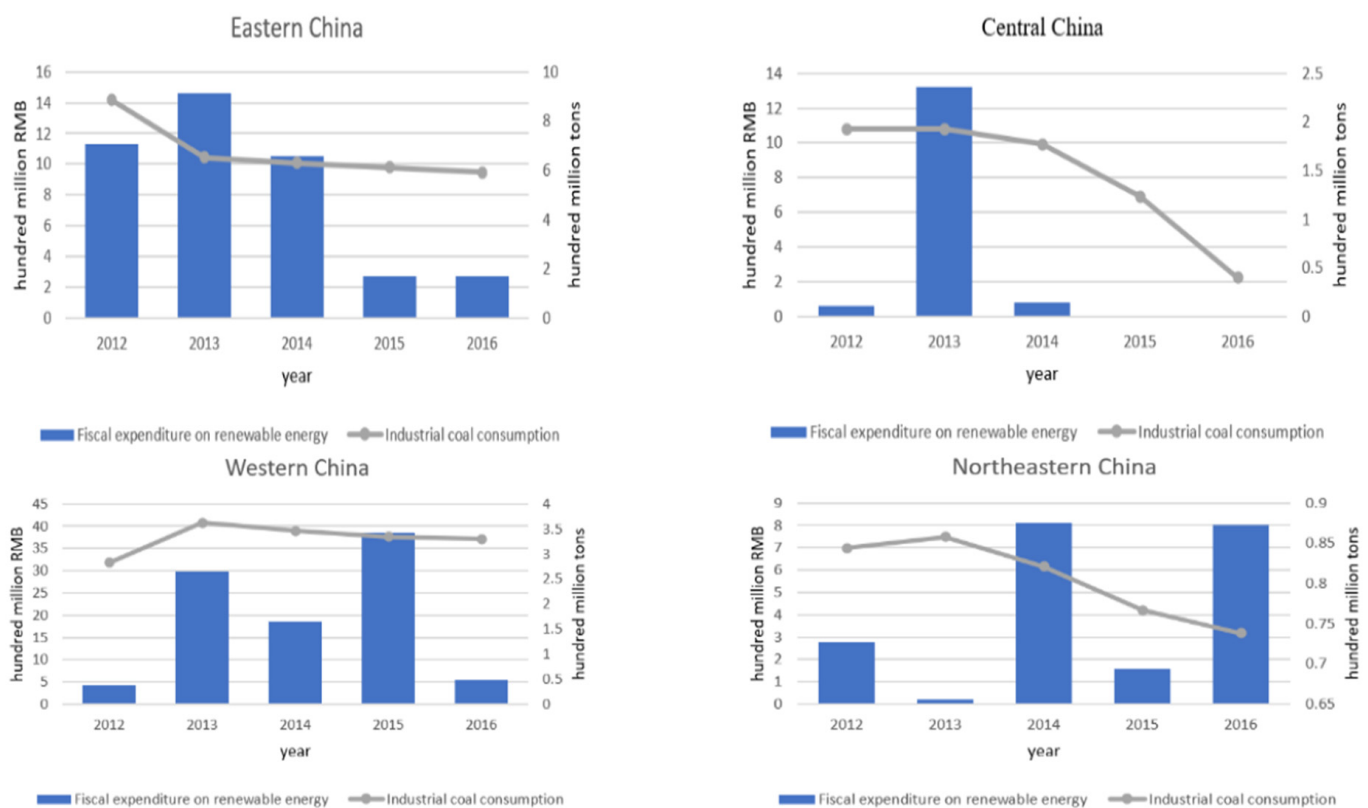 Eastern China
hundred million RMB
16
14
12
10
8
6
4
2
0
10
8
6
4
2
0
hundred million tons
2012 2013 2014 2015 2016
year
Fiscal expenditure on renewable energy Industrial coal consumption
Central China
hundred million RMB
14
12
10
8
6
4
2
0
2.5
2
1.5
1
0.5
0
hundred million tons
2012 2013 2014 2015 2016
year
Fiscal expenditure on renewable energy Industrial coal consumption
Western China
hundred million RMB
45
40
35
30
25
20
15
10
5
0
4
3.5
3
2.5
2
1.5
1
0.5
0
hundred million tons
2012 2013 2014 2015 2016
year
Fiscal expenditure on renewable energy Industrial coal consumption
Northeastern China
hundred million RMB
9
8
7
6
5
4
3
2
1
0
0.9
0.85
0.8
0.75
0.7
0.65
hundred million tons
2012 2013 2014 2015 2016
year
Fiscal expenditure on renewable energy Industrial coal consumption